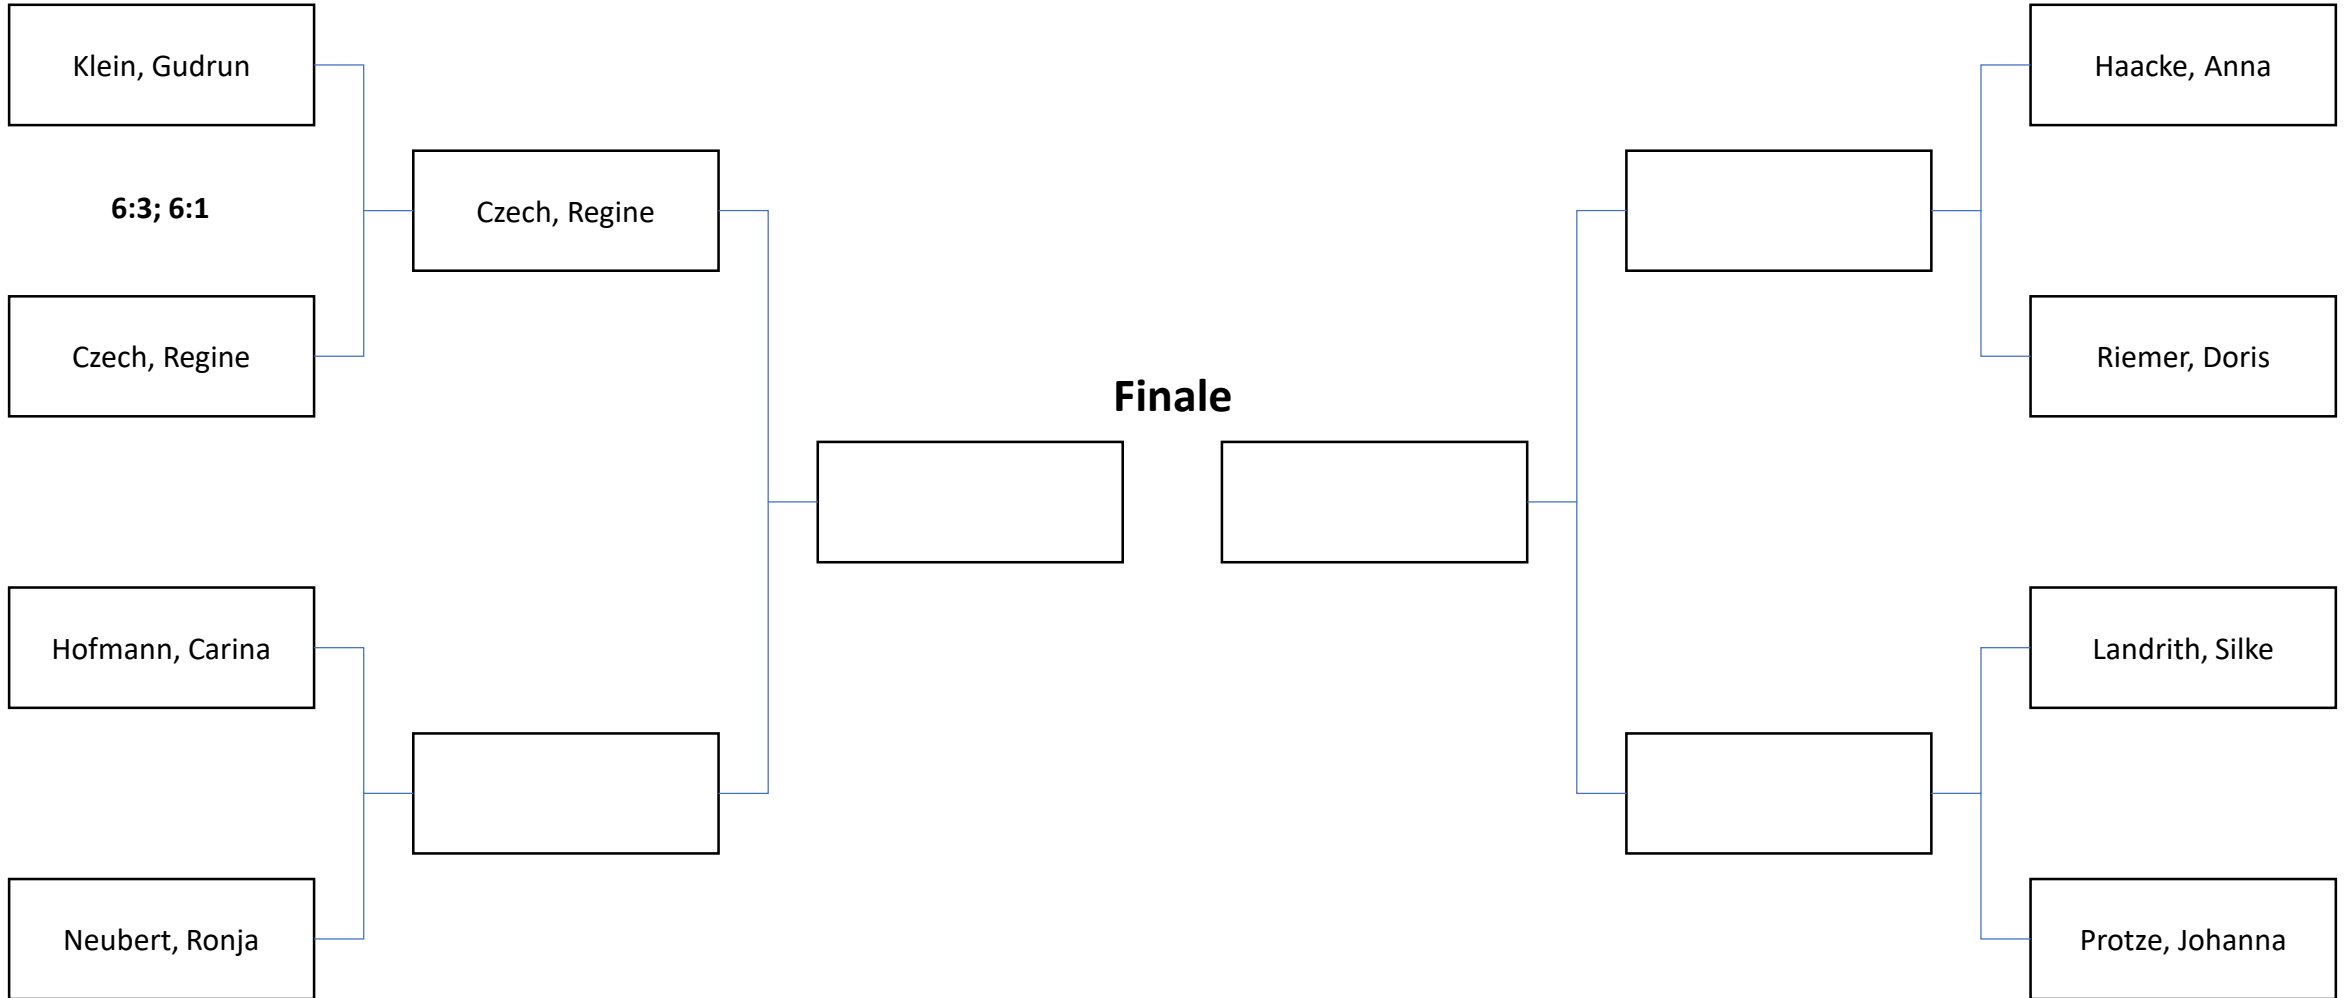 Klein, Gudrun
Haacke, Anna
6:3; 6:1
Czech, Regine
Czech, Regine
Riemer, Doris
Finale
Hofmann, Carina
Landrith, Silke
Neubert, Ronja
Protze, Johanna